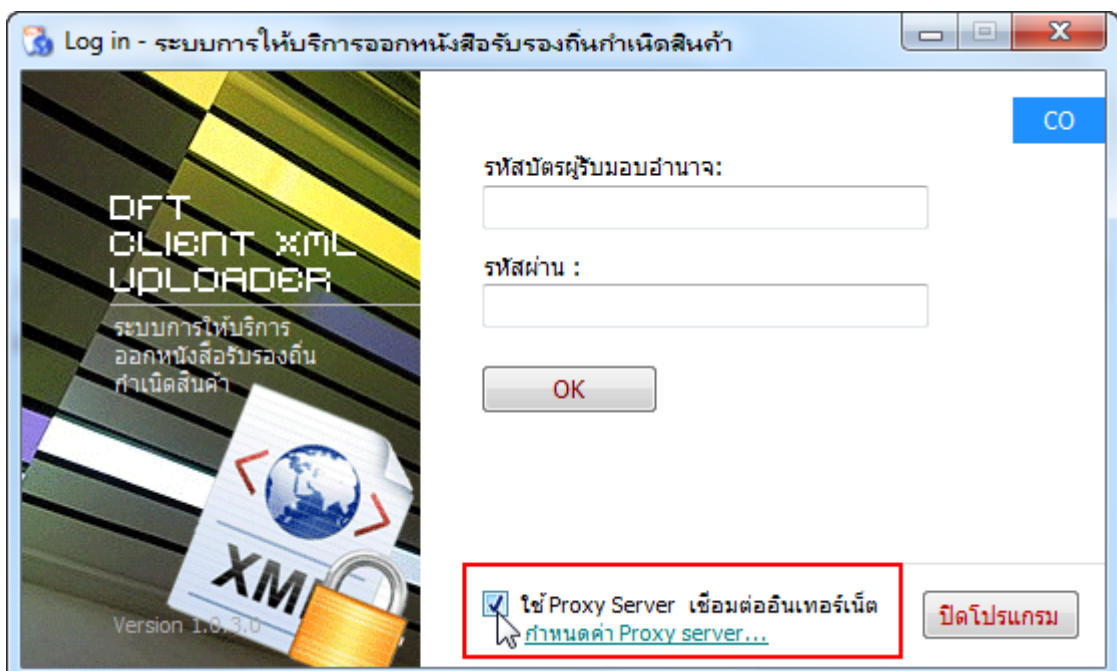 Log in - ระบบการให้บริการออกหนังสือรับรองถิ่นกำเนิดสินค้า
CO
DFT
CLIENT XML
UPLOADER
ระบบการให้บริการ
ออกหนังสือรับรองถิ่น
กำเนิดสินค้า
XML
Version 1.0.3.0
รหัสบัตรผู้รับมอบอำนาจ:
รหัสผ่าน :
OK
ใช้ Proxy Server เชื่อมต่ออินเทอร์เน็ต
กำหนดค่า Proxy server...
ปิดโปรแกรม